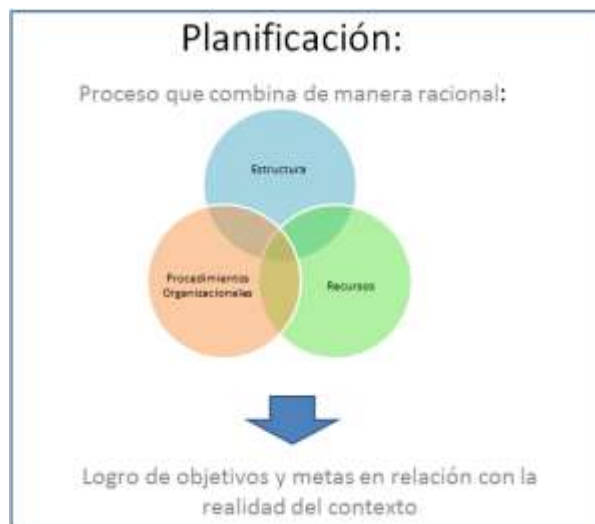 Planificación:
Proceso que combina de manera racional:
Estructura
Procedimientos
Organizacionales
Recursos
Logro de objetivos y metas en relación con la
realidad del contexto